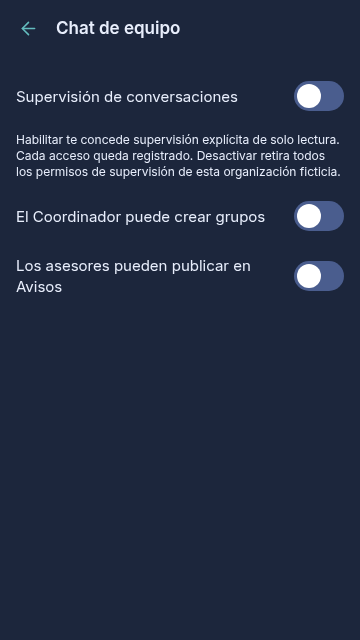 Chat de equipo
Supervisión de conversaciones
Habilitar te concede supervisión explícita de solo lectura.
Cada acceso queda registrado. Desactivar retira todos
los permisos de supervisión de esta organización ficticia.
El Coordinador puede crear grupos
Los asesores pueden publicar en
Avisos